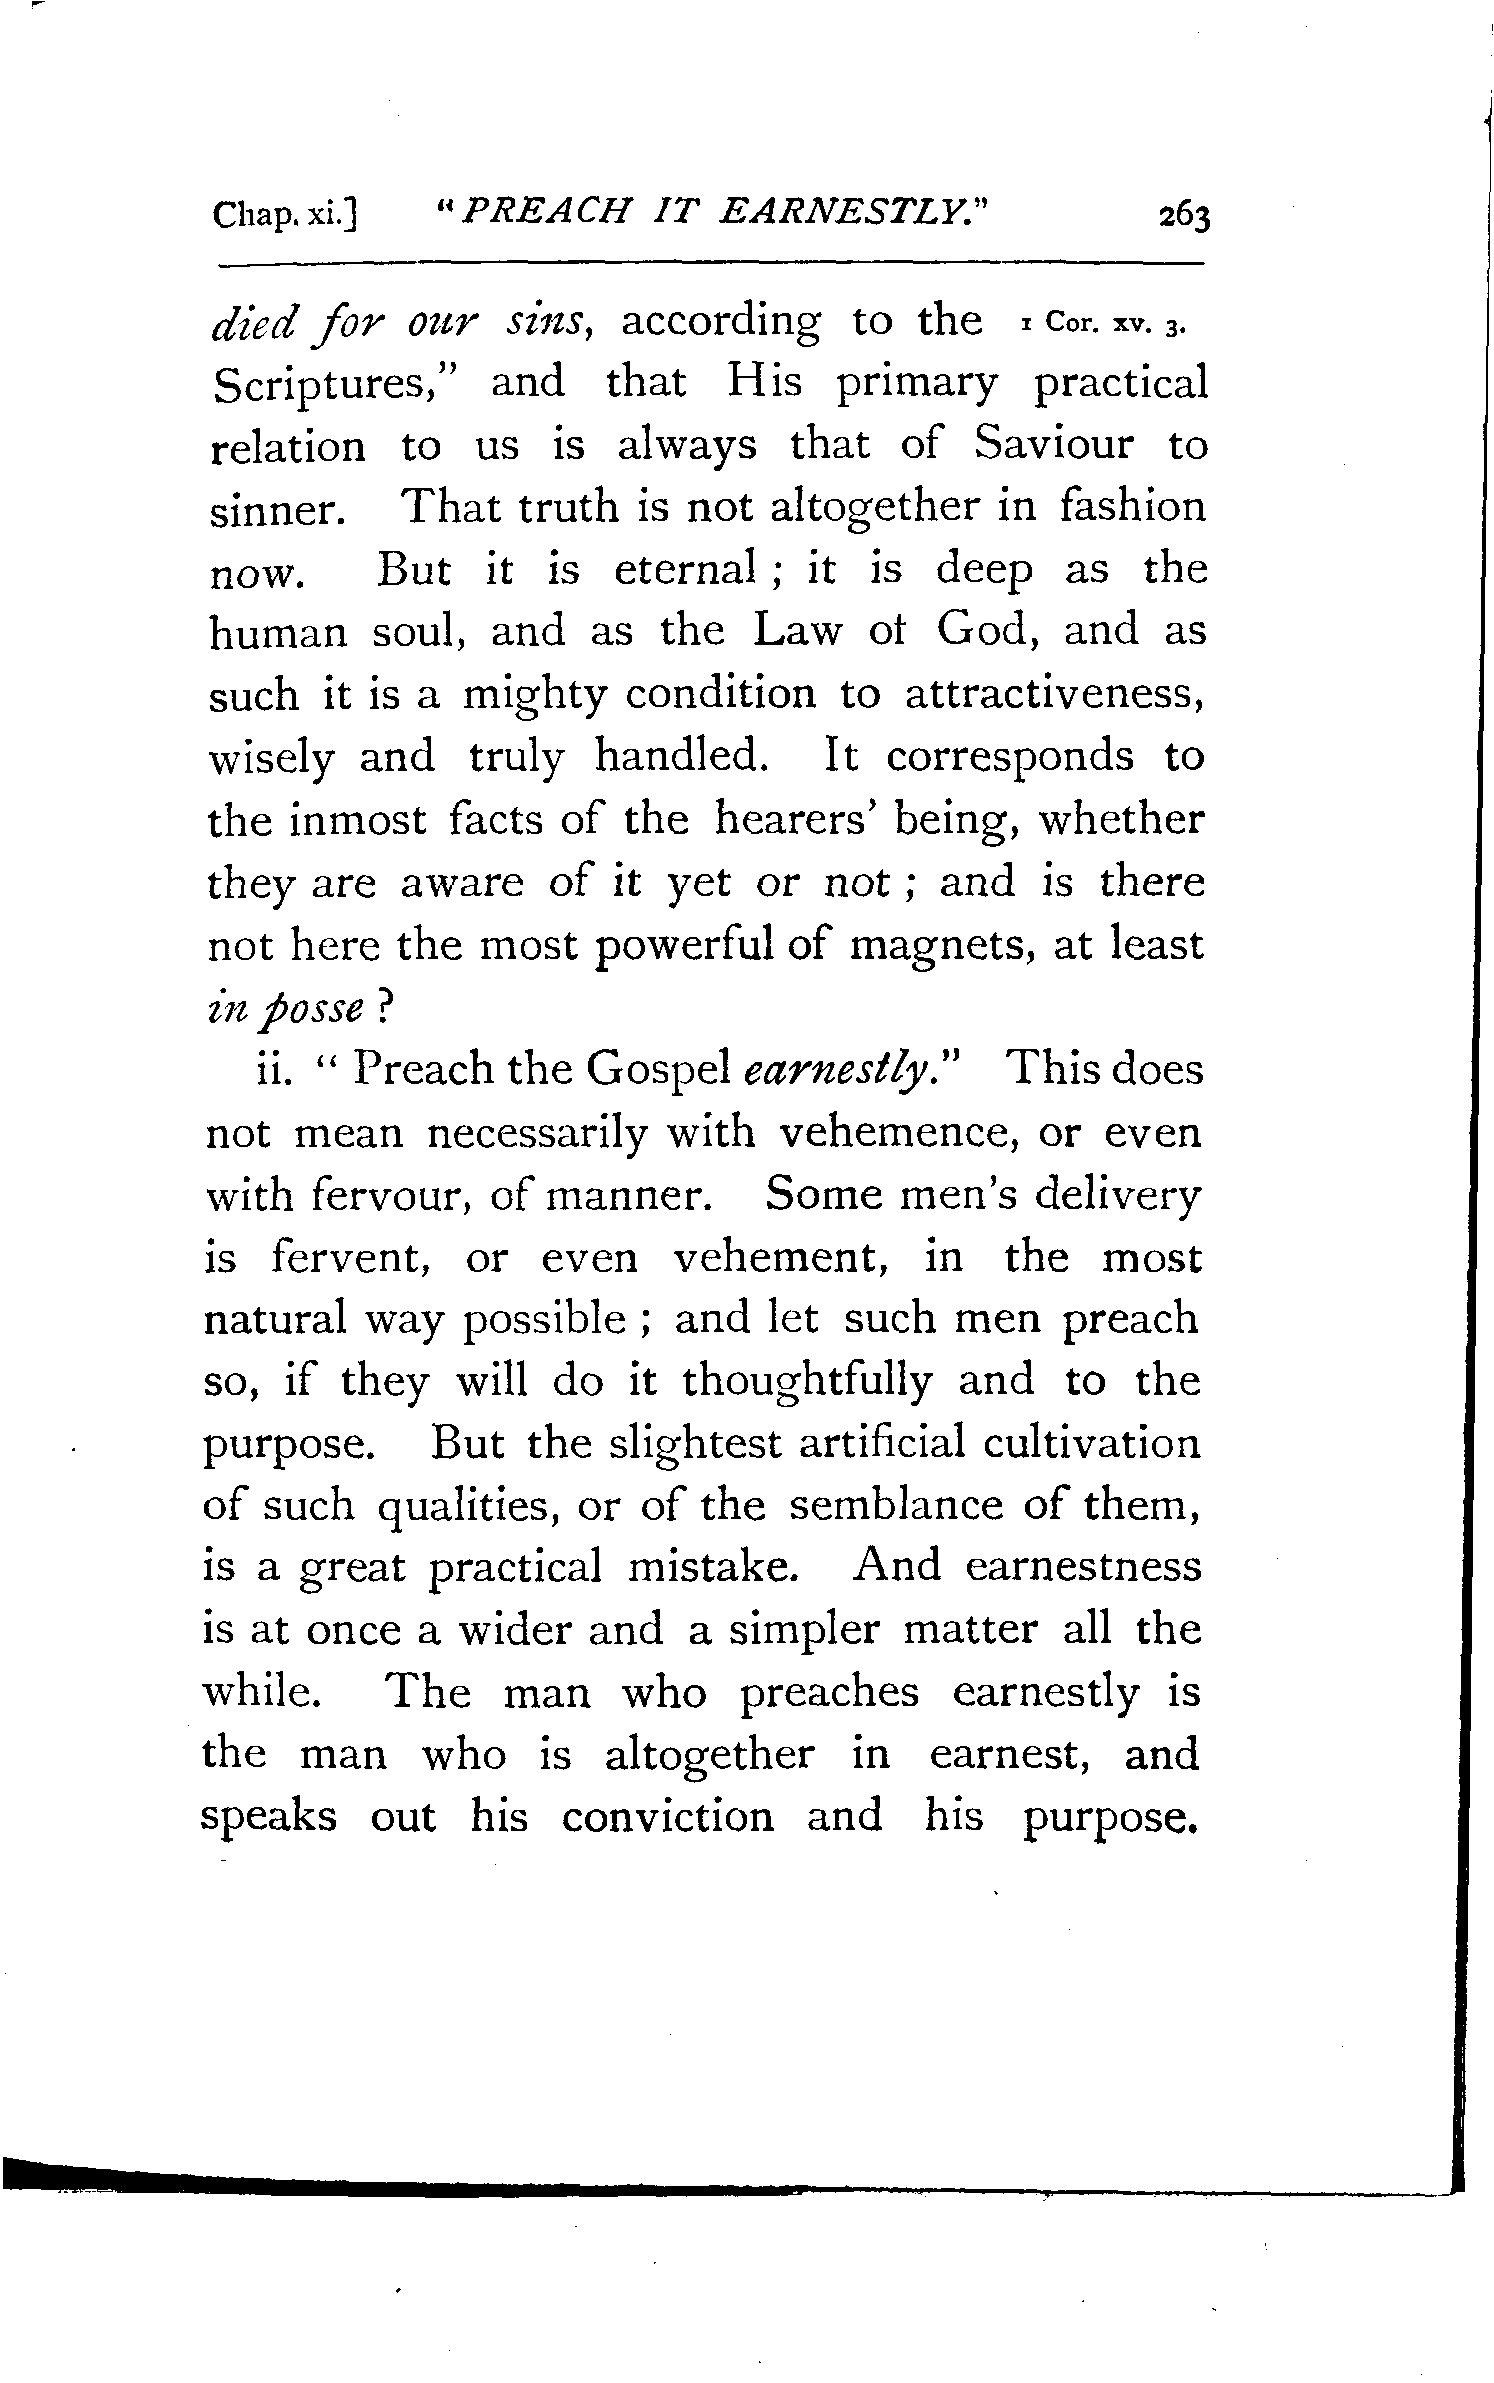 Chap. xi.] "PREACH IT EARNESTLY." 263
died for our sins, according to the 1 Cor. xv. 3.
Scriptures," and that His primary practical
relation to us is always that of Saviour to
sinner. That truth is not altogether in fashion
now. But it is eternal ; it is deep as the
human soul, and as the Law of God, and as
such it is a mighty condition to attractiveness,
wisely and truly handled. It corresponds to
the inmost facts of the hearers' being, whether
they are aware of it yet or not ; and is there
not here the most powerful of magnets, at least
in posse ?
ii. " Preach the Gospel earnestly." This does
not mean necessarily with vehemence, or even
with fervour, of manner. Some men's delivery
is fervent, or even vehement, in the most
natural way possible ; and let such men preach
so, if they will do it thoughtfully and to the
purpose. But the slightest artificial cultivation
of such qualities, or of the semblance of them,
is a great practical mistake. And earnestness
is at once a wider and a simpler matter all the
while. The man who preaches earnestly is
the man who is altogether in earnest, and
speaks out his conviction and his purpose.